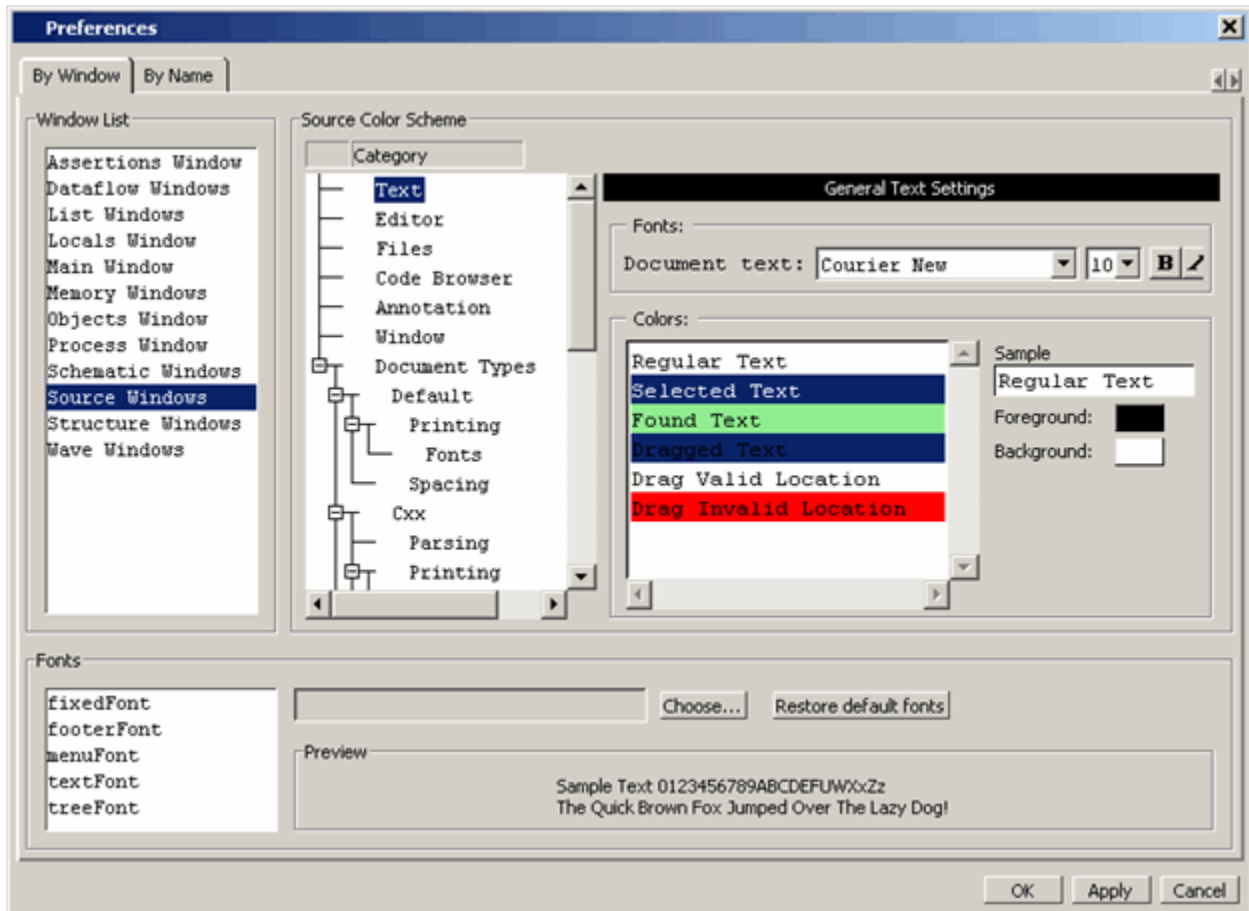 Preferences
By Window By Name
Window List
Assertions Window
Dataflow Windows
List Windows
Locals Window
Main Window
Memory Windows
Objects Window
Process Window
Schematic Windows
Source Windows
Structure Windows
Wave Windows
Source Color Scheme
Category
Text
Editor
Files
Code Browser
Annotation
Window
Document Types
Default
Printing
Fonts
Spacing
Cxx
Parsing
Printing
General Text Settings
Fonts:
Document text: Courier New 10 B I
Colors:
Regular Text
Selected Text
Found Text
Dragged Text
Drag Valid Location
Drag Invalid Location
Sample
Regular Text
Foreground:
Background:
Fonts
fixedFont
footerFont
menuFont
textFont
treeFont
Choose... Restore default fonts
Preview
Sample Text 0123456789ABCDEFUWXxZz
The Quick Brown Fox Jumped Over The Lazy Dog!
OK Apply Cancel